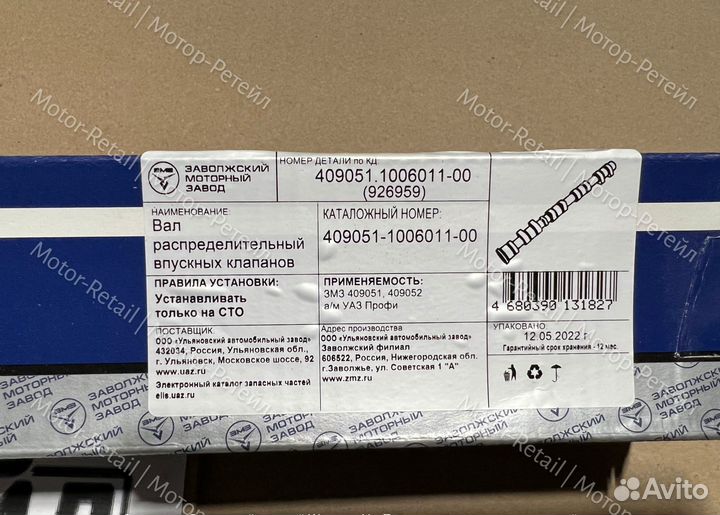 ЗМЗ
ЗАВОЛЖСКИЙ
МОТОРНЫЙ
ЗАВОД
НОМЕР ДЕТАЛИ по КД:
409051.1006011-00
(926959)
НАИМЕНОВАНИЕ:
Вал
распределительный
впускных клапанов
КАТАЛОЖНЫЙ НОМЕР:
409051-1006011-00
ПРАВИЛА УСТАНОВКИ:
Устанавливать
только на СТО
ПРИМЕНЯЕМОСТЬ:
ЗМЗ 409051, 409052
а/м УАЗ Профи
4 680390 131827
ПОСТАВЩИК:
ООО «Ульяновский автомобильный завод»
432034, Россия, Ульяновская обл.,
г. Ульяновск, Московское шоссе, 92
www.uaz.ru
Электронный каталог запасных частей
elis.uaz.ru
Адрес производства
ООО «Ульяновский автомобильный завод»
Заволжский филиал
606522, Россия, Нижегородская обл.
г.Заволжье, ул. Советская 1 "А"
www.zmz.ru
УПАКОВАНО
12.05.2022 г
Гарантийный срок хранения - 12 мес.
ЗАВОЛЖСКИЙ
МОТОРНЫЙ
ЗАВОД
Motor-Retail | Мотор-Ретейл
Avito